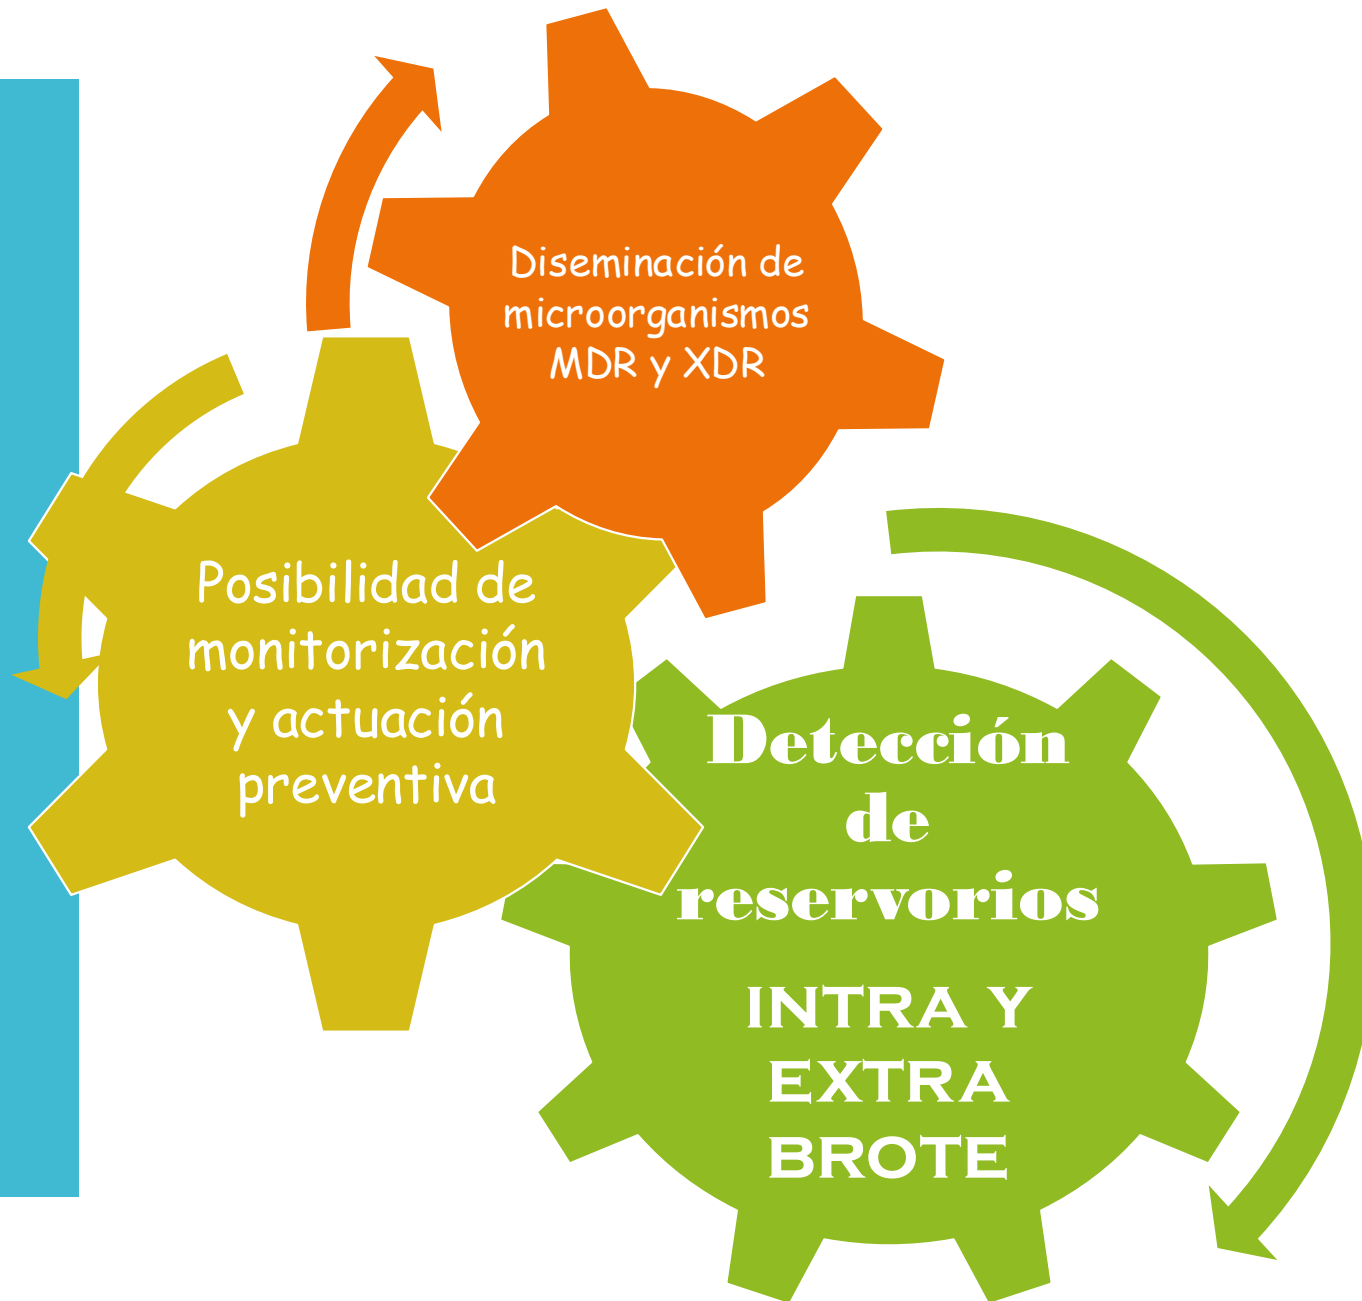 Diseminación de
microorganismos
MDR y XDR
Posibilidad de
monitorización
y actuación
preventiva
Detección
de
reservorios
INTRA Y
EXTRA
BROTE